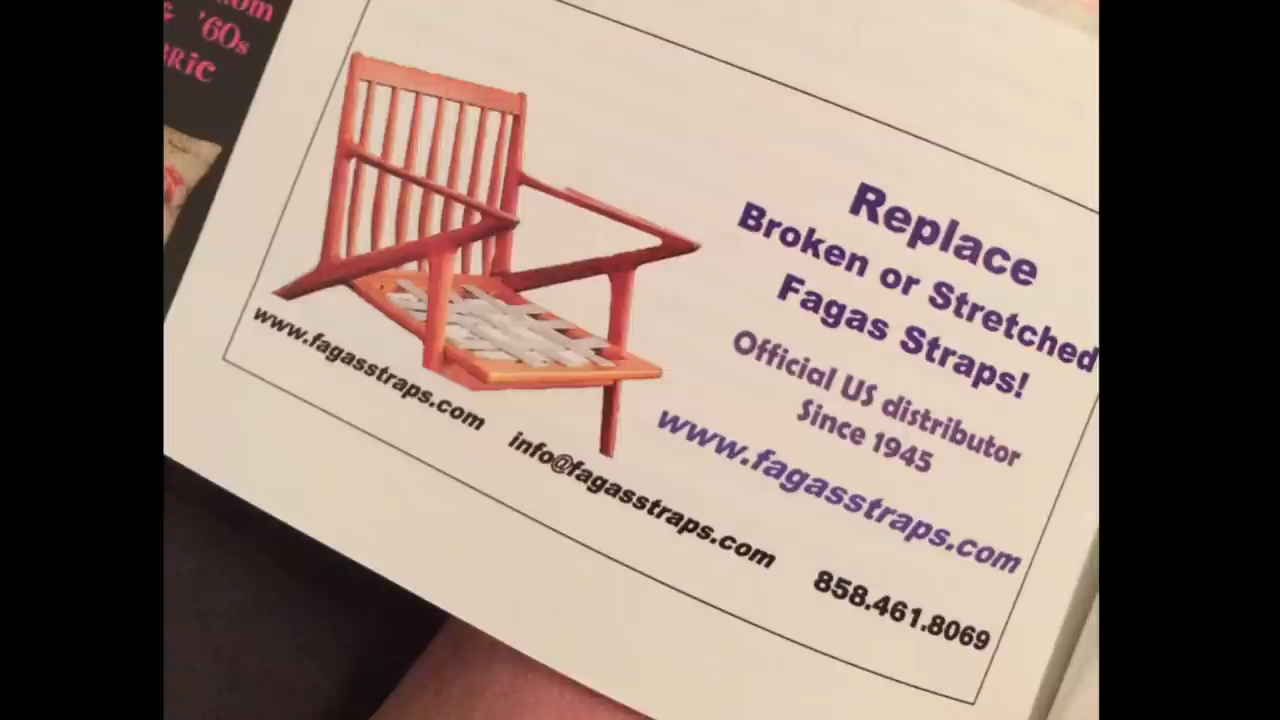 '60s
Replace
Broken or Stretched
Fagas Straps!
Official US distributor
Since 1945
www.fagasstraps.com
www.fagasstraps.com
info@fagasstraps.com
858.461.8069